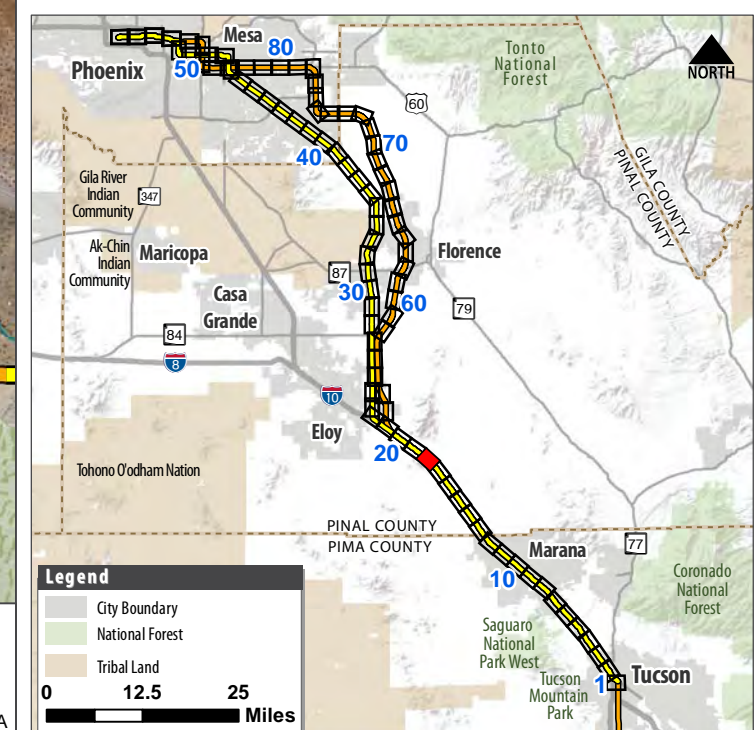 Mesa
80
Phoenix
50
Tonto
National
Forest
NORTH
60
70
40
GILA COUNTY
PINAL COUNTY
Gila River
Indian
Community
347
Ak-Chin
Indian
Community
Maricopa
Florence
87
30
60
Casa
Grande
79
84
8
10
Eloy
20
Tohono O'odham Nation
PINAL COUNTY
PIMA COUNTY
Marana
77
10
Coronado
National
Forest
Saguaro
National
Park West
Tucson
Mountain
Park
1
Tucson
Legend
City Boundary
National Forest
Tribal Land
0 12.5 25
Miles
A